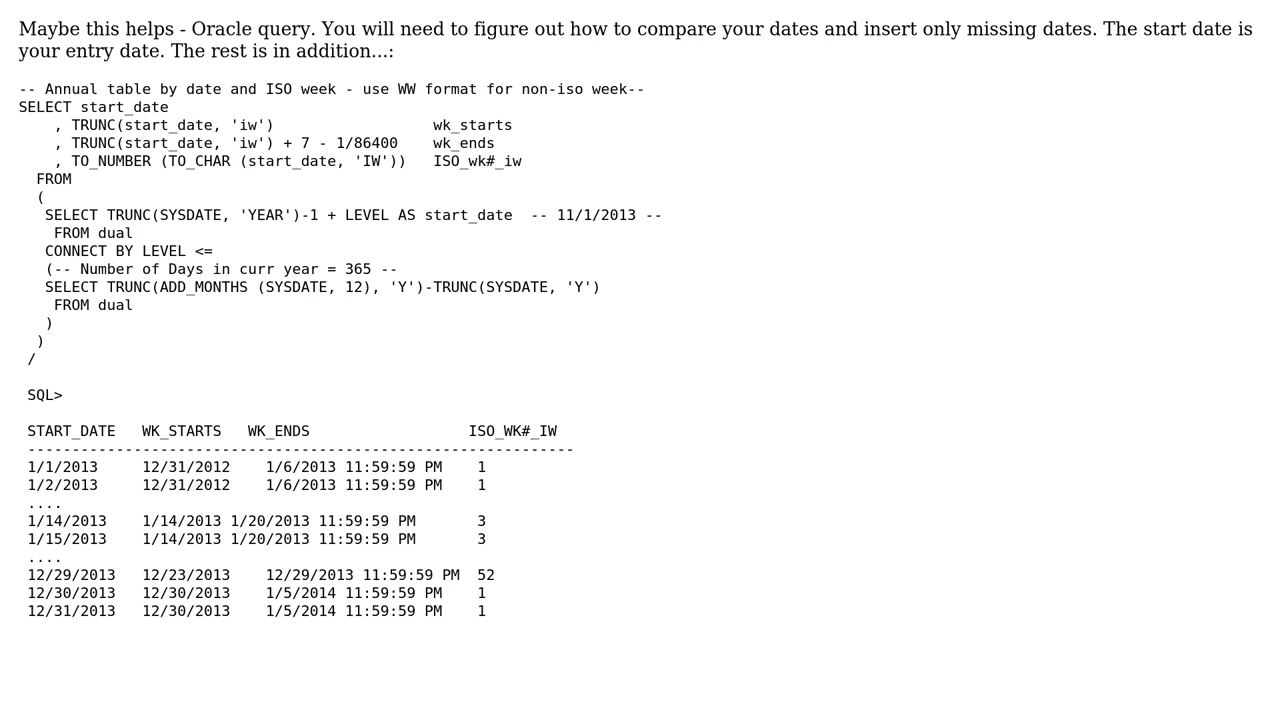 Maybe this helps - Oracle query. You will need to figure out how to compare your dates and insert only missing dates. The start date is
your entry date. The rest is in addition...:
-- Annual table by date and ISO week - use WW format for non-iso week--
SELECT start_date
    , TRUNC(start_date, 'iw')                  wk_starts
    , TRUNC(start_date, 'iw') + 7 - 1/86400    wk_ends
    , TO_NUMBER (TO_CHAR (start_date, 'IW'))   ISO_wk#_iw
  FROM
  (
   SELECT TRUNC(SYSDATE, 'YEAR')-1 + LEVEL AS start_date  -- 11/1/2013 --
    FROM dual
   CONNECT BY LEVEL <=
   (-- Number of Days in curr year = 365 --
   SELECT TRUNC(ADD_MONTHS (SYSDATE, 12), 'Y')-TRUNC(SYSDATE, 'Y')
    FROM dual
   )
  )
 /
 SQL>
 START_DATE   WK_STARTS   WK_ENDS                  ISO_WK#_IW
 --------------------------------------------------------------
 1/1/2013     12/31/2012    1/6/2013 11:59:59 PM    1
 1/2/2013     12/31/2012    1/6/2013 11:59:59 PM    1
 ....
 1/14/2013    1/14/2013 1/20/2013 11:59:59 PM       3
 1/15/2013    1/14/2013 1/20/2013 11:59:59 PM       3
 ....
 12/29/2013   12/23/2013    12/29/2013 11:59:59 PM  52
 12/30/2013   12/30/2013    1/5/2014 11:59:59 PM    1
 12/31/2013   12/30/2013    1/5/2014 11:59:59 PM    1